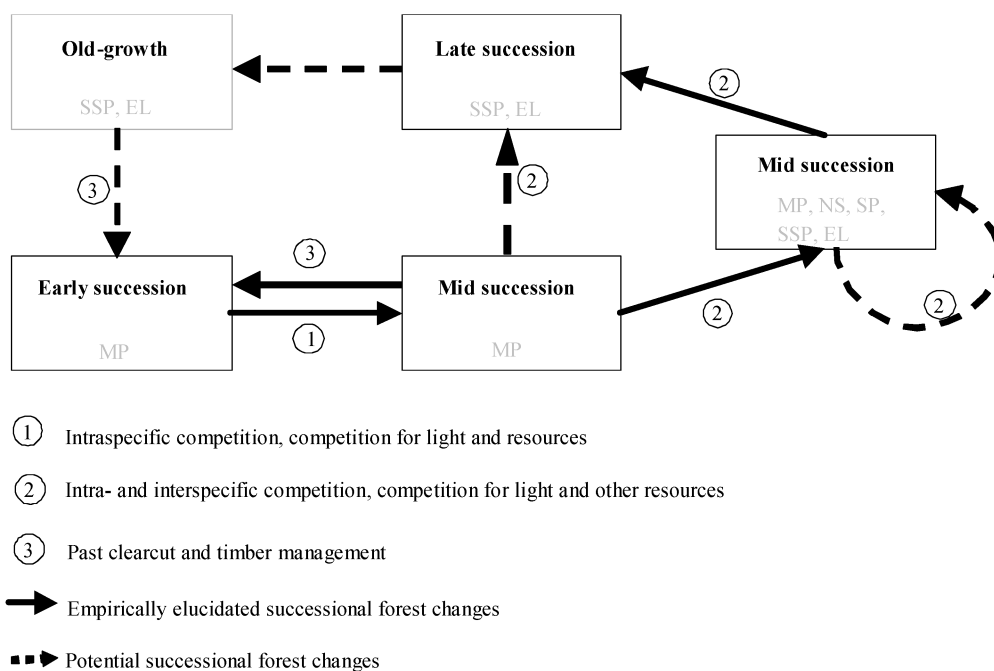 Old-growth
SSP, EL
Late succession
SSP, EL
2
Mid succession
MP, NS, SP,
SSP, EL
2
3
2
Early succession
MP
3
1
Mid succession
MP
2
1 Intraspecific competition, competition for light and resources
2 Intra- and interspecific competition, competition for light and other resources
3 Past clearcut and timber management
Empirically elucidated successional forest changes
Potential successional forest changes